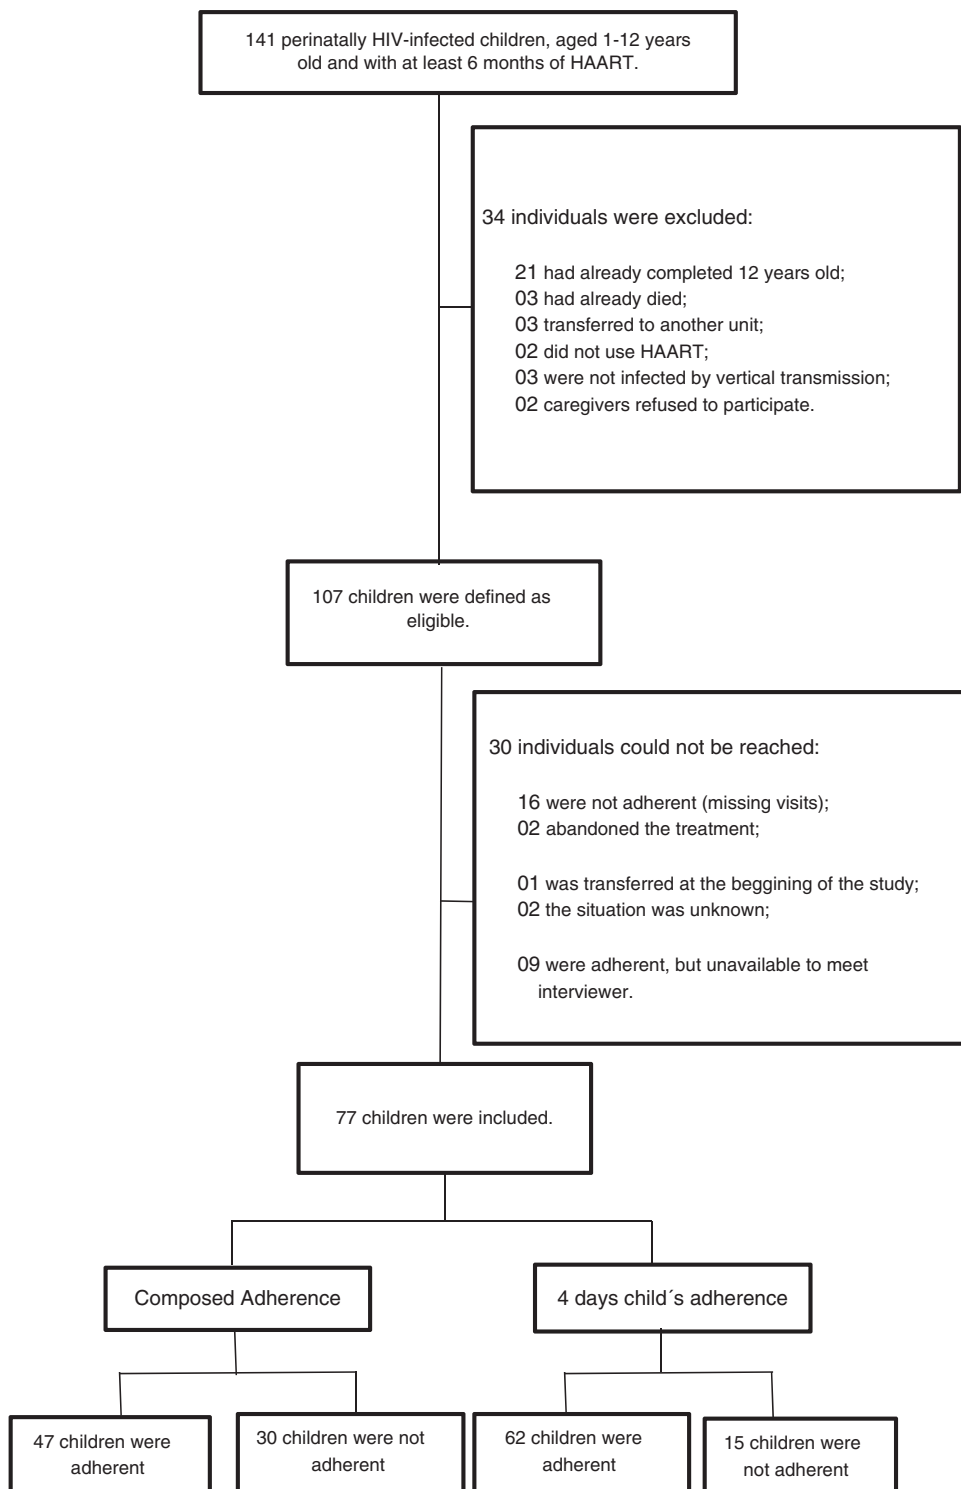 141 perinatally HIV-infected children, aged 1-12 years
old and with at least 6 months of HAART.
34 individuals were excluded:
21 had already completed 12 years old;
03 had already died;
03 transferred to another unit;
02 did not use HAART;
03 were not infected by vertical transmission;
02 caregivers refused to participate.
107 children were defined as
eligible.
30 individuals could not be reached:
16 were not adherent (missing visits);
02 abandoned the treatment;
01 was transferred at the beggining of the study;
02 the situation was unknown;
09 were adherent, but unavailable to meet
interviewer.
77 children were included.
Composed Adherence
4 days child´s adherence
47 children were
adherent
30 children were not
adherent
62 children were
adherent
15 children were
not adherent